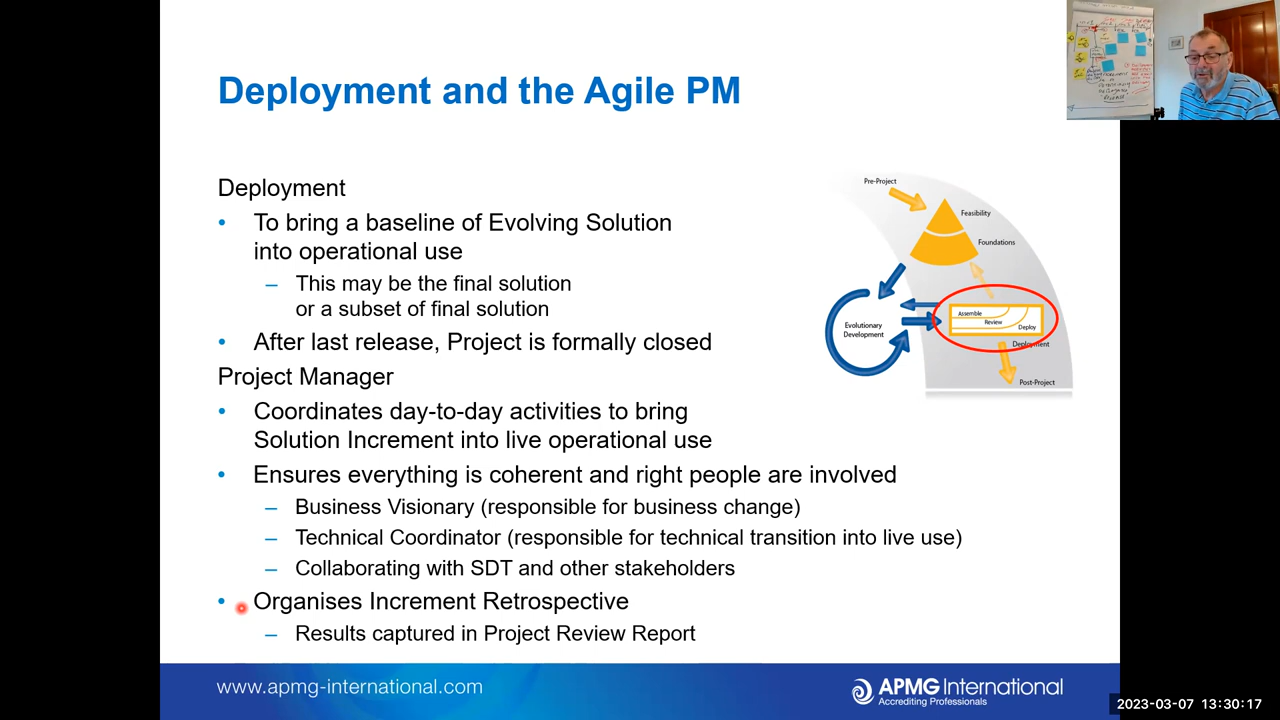 Deployment and the Agile PM
Deployment
• To bring a baseline of Evolving Solution
into operational use
– This may be the final solution
or a subset of final solution
• After last release, Project is formally closed
Project Manager
• Coordinates day-to-day activities to bring
Solution Increment into live operational use
• Ensures everything is coherent and right people are involved
– Business Visionary (responsible for business change)
– Technical Coordinator (responsible for technical transition into live use)
– Collaborating with SDT and other stakeholders
• Organises Increment Retrospective
– Results captured in Project Review Report
Pre-Project
Feasibility
Foundations
Evolutionary
Development
Assemble
Review
Deploy
Deployment
Post-Project
www.apmg-international.com
APMG International
Accrediting Professionals
2023-03-07 13:30:17